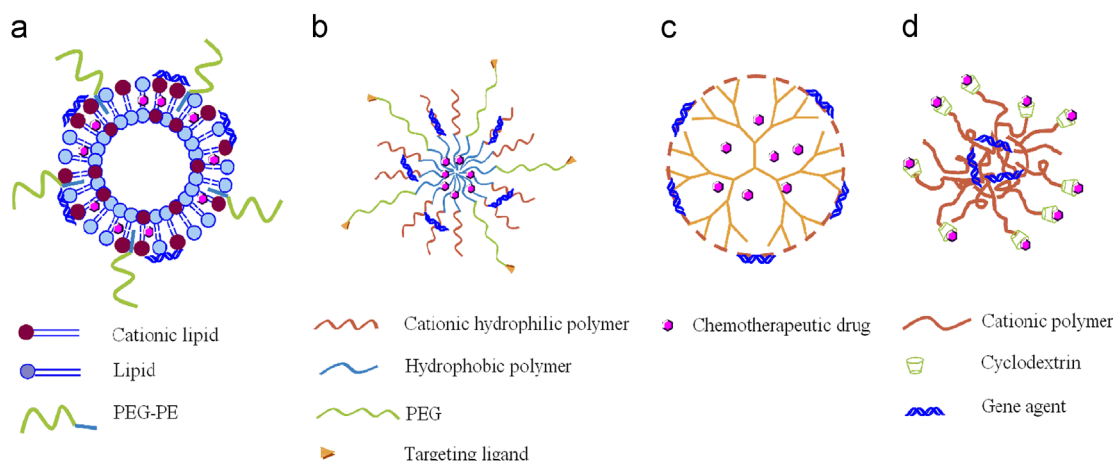 a
b
c
d
Cationic lipid
Lipid
PEG-PE
Cationic hydrophilic polymer
Hydrophobic polymer
PEG
Targeting ligand
Chemotherapeutic drug
Cationic polymer
Cyclodextrin
Gene agent